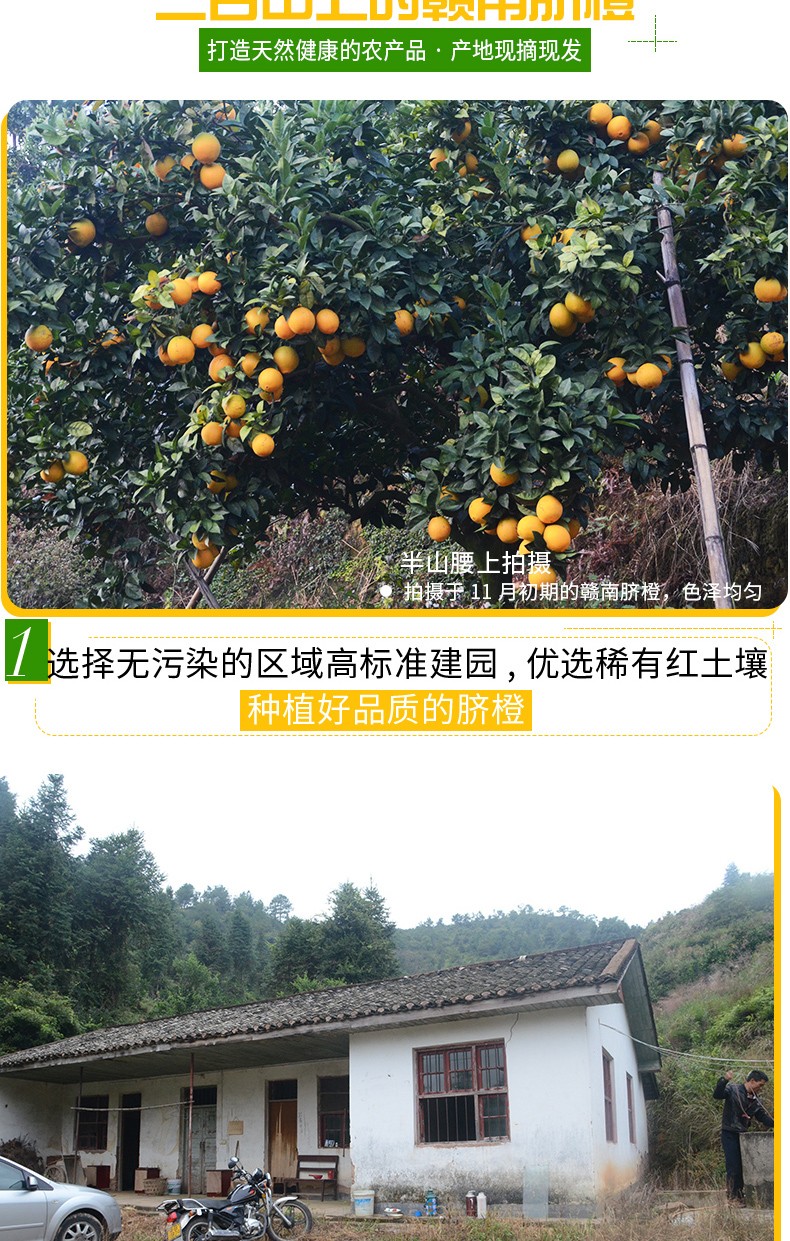 打造天然健康的农产品 · 产地现摘现发
半山腰上拍摄
拍摄于 11 月初期的赣南脐橙，色泽均匀
1
选择无污染的区域高标准建园 , 优选稀有红土壤
种植好品质的脐橙